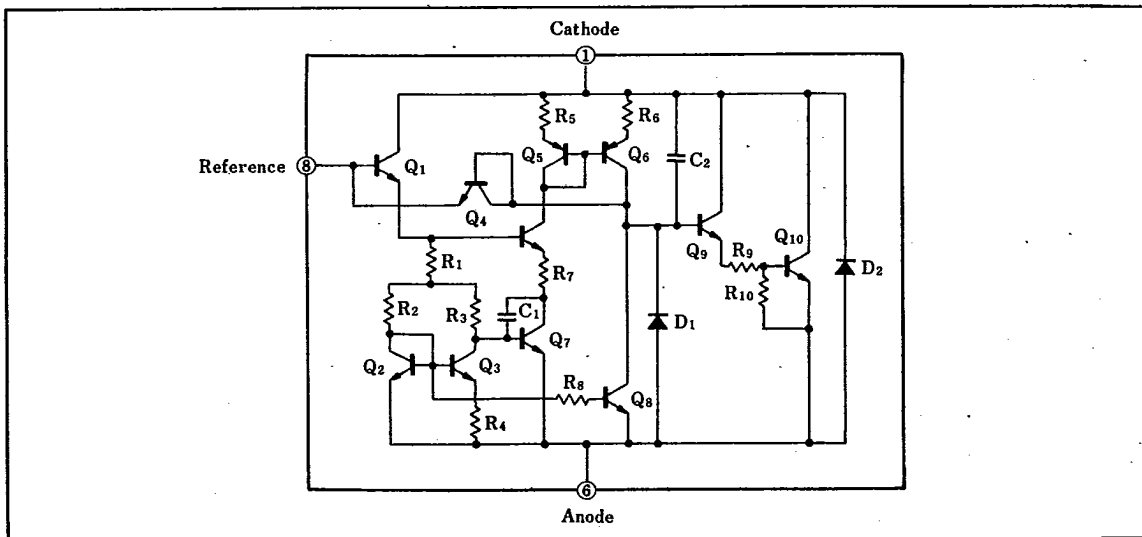 Cathode
1
R5
R6
Q5
Q6
C2
Reference 8
Q1
Q4
Q9
R9
Q10
R10
D2
R1
R7
R2
R3
C1
D1
Q2
Q3
Q7
R8
Q8
R4
6
Anode